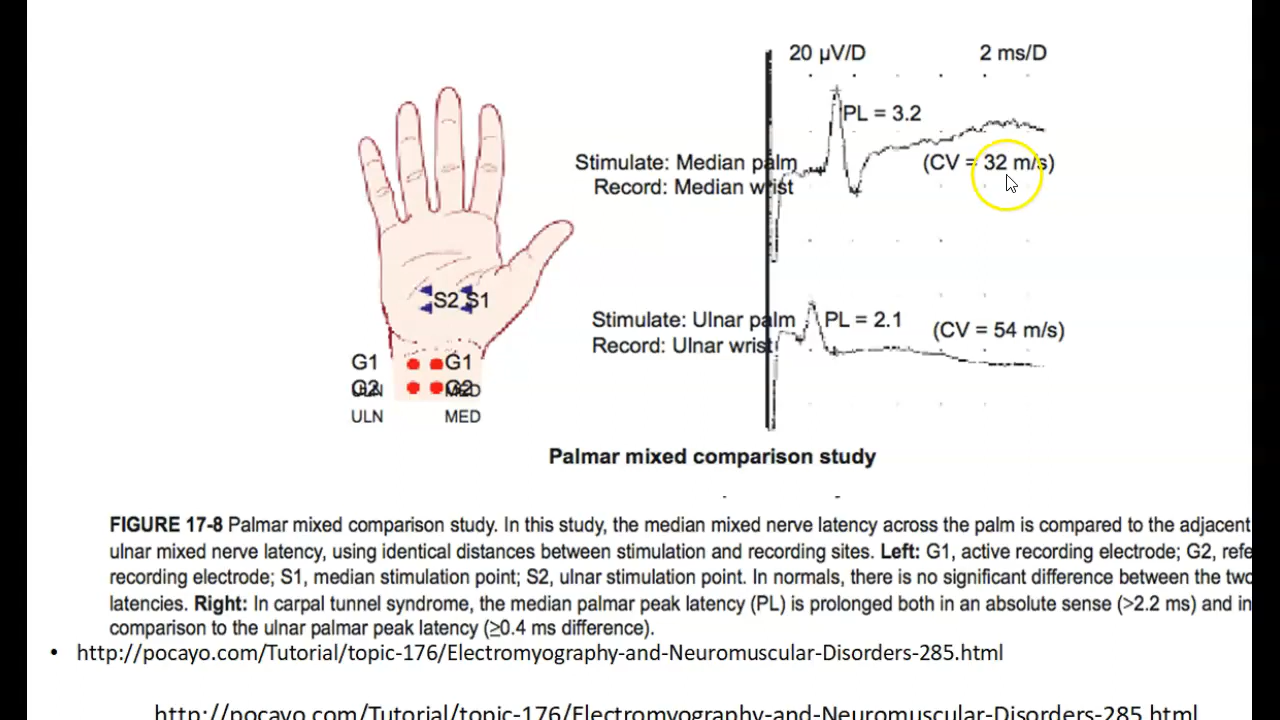 20 µV/D 2 ms/D
PL = 3.2
Stimulate: Median palm
Record: Median wrist
(CV = 32 m/s)
S2 S1
Stimulate: Ulnar palm
Record: Ulnar wrist
PL = 2.1
(CV = 54 m/s)
G1 G1
G2 G2
ULN MED
ULN MED
Palmar mixed comparison study
FIGURE 17-8 Palmar mixed comparison study. In this study, the median mixed nerve latency across the palm is compared to the adjacent
ulnar mixed nerve latency, using identical distances between stimulation and recording sites. Left: G1, active recording electrode; G2, refe
recording electrode; S1, median stimulation point; S2, ulnar stimulation point. In normals, there is no significant difference between the two
latencies. Right: In carpal tunnel syndrome, the median palmar peak latency (PL) is prolonged both in an absolute sense (>2.2 ms) and in
comparison to the ulnar palmar peak latency (≥0.4 ms difference).
• http://pocayo.com/Tutorial/topic-176/Electromyography-and-Neuromuscular-Disorders-285.html
http://pocayo.com/Tutorial/topic-176/Electromyography-and-Neuromuscular-Disorders-285.html